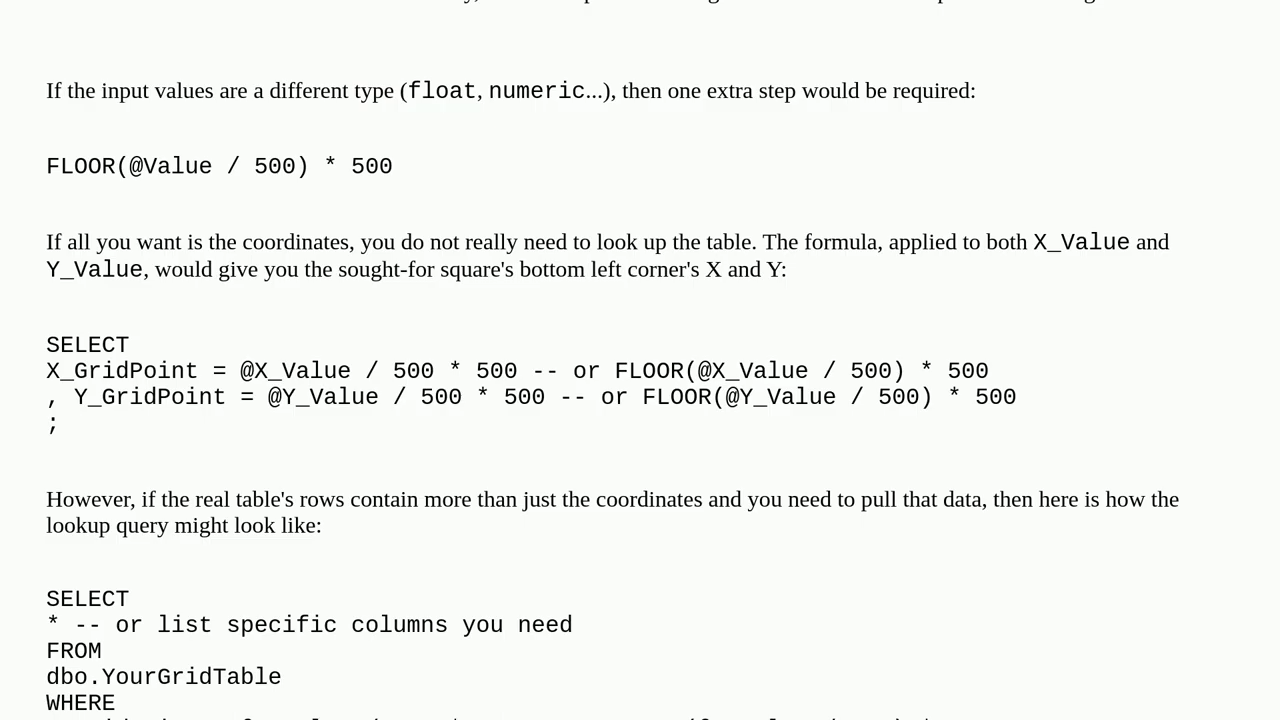 If the input values are a different type (float, numeric...), then one extra step would be required:
FLOOR(@Value / 500) * 500
If all you want is the coordinates, you do not really need to look up the table. The formula, applied to both X_Value and
Y_Value, would give you the sought-for square's bottom left corner's X and Y:
SELECT
X_GridPoint = @X_Value / 500 * 500 -- or FLOOR(@X_Value / 500) * 500
, Y_GridPoint = @Y_Value / 500 * 500 -- or FLOOR(@Y_Value / 500) * 500
;
However, if the real table's rows contain more than just the coordinates and you need to pull that data, then here is how the
lookup query might look like:
SELECT
* -- or list specific columns you need
FROM
dbo.YourGridTable
WHERE